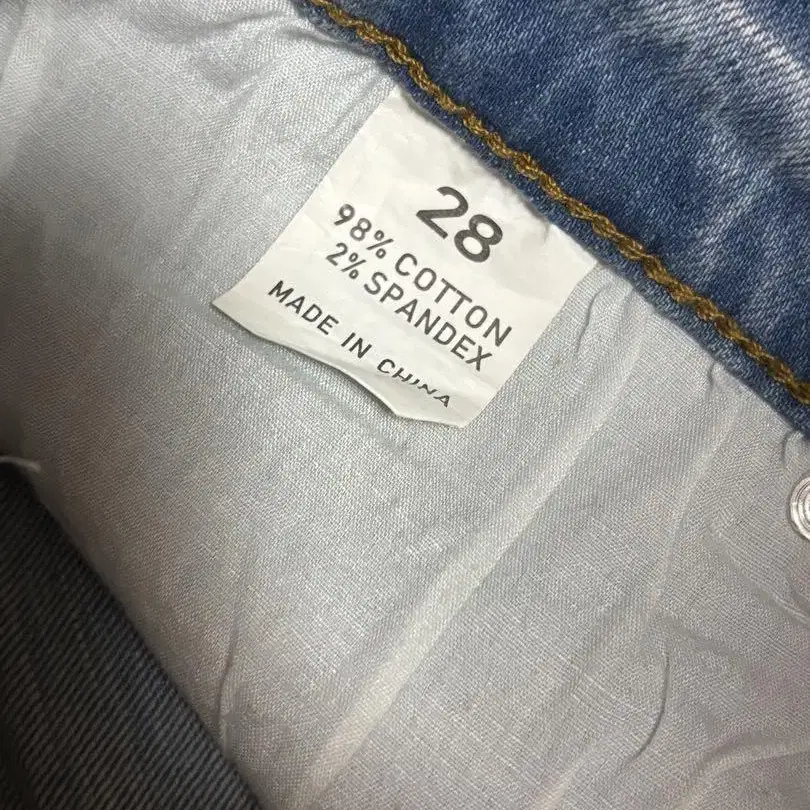 28
98% COTTON
2% SPANDEX
MADE IN CHINA